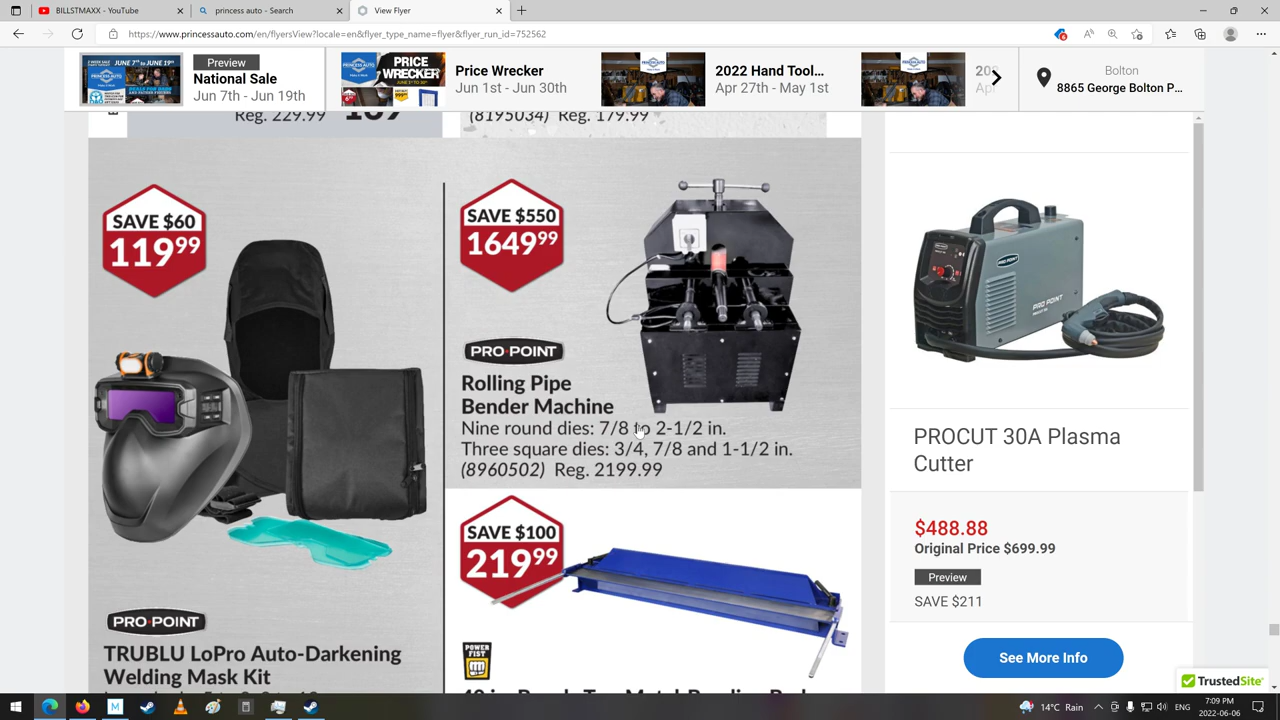 BILLSTMAXX - YouTube
princess auto - Search
View Flyer
https://www.princessauto.com/en/flyersView?locale=en&flyer_type_name=flyer&flyer_run_id=752562
Preview
National Sale
Jun 7th - Jun 19th
Price Wrecker
Jun 1st - Jun 30th
2022 Hand Tool...
Apr 27th - May 1st
Bolton
8865 George Bolton P...
Reg. 229.99
(8195034) Reg. 179.99
SAVE $60
119.99
SAVE $550
1649.99
PRO•POINT
Rolling Pipe
Bender Machine
Nine round dies: 7/8 to 2-1/2 in.
Three square dies: 3/4, 7/8 and 1-1/2 in.
(8960502) Reg. 2199.99
SAVE $100
219.99
POWER
FIST
PRO•POINT
TRUBLU LoPro Auto-Darkening
Welding Mask Kit
PRO POINT
PROCUT 30A Plasma
Cutter
$488.88
Original Price $699.99
Preview
SAVE $211
See More Info
TrustedSite
14°C Rain
ENG
7:09 PM
2022-06-06